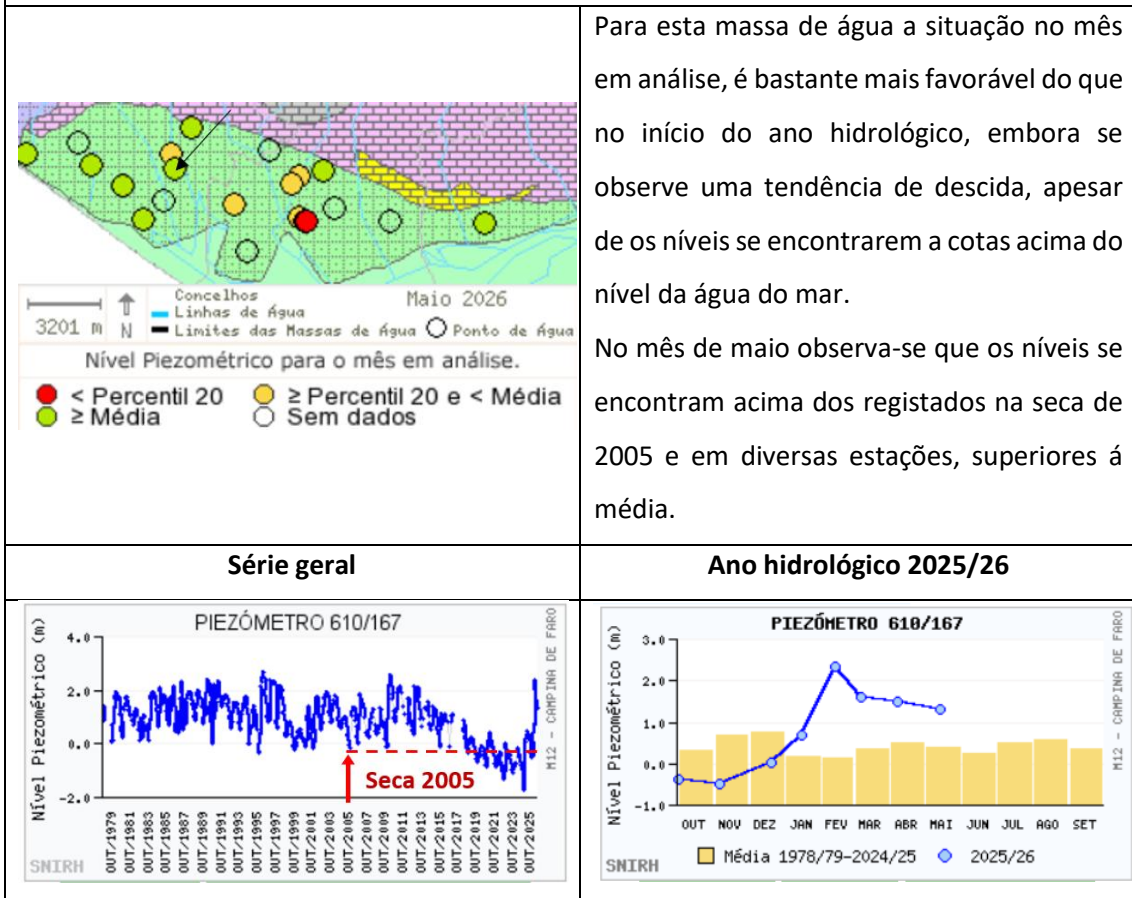 Para esta massa de água a situação no mês
em análise, é bastante mais favorável do que
no início do ano hidrológico, embora se
observe uma tendência de descida, apesar
de os níveis se encontrarem a cotas acima do
nível da água do mar.
No mês de maio observa-se que os níveis se
encontram acima dos registados na seca de
2005 e em diversas estações, superiores á
média.
Concelhos
Maio 2026
Linhas de Água
3201 m
N
Limites das Massas de Água
Ponto de Água
Nível Piezométrico para o mês em análise.
< Percentil 20
≥ Percentil 20 e < Média
≥ Média
Sem dados
Série geral
Ano hidrológico 2025/26
PIEZÓMETRO 610/167
Nível Piezométrico (m)
4.0
2.0
0.0
-2.0
Seca 2005
OUT/1979
OUT/1981
OUT/1983
OUT/1985
OUT/1987
OUT/1989
OUT/1991
OUT/1993
OUT/1995
OUT/1997
OUT/1999
OUT/2001
OUT/2003
OUT/2005
OUT/2007
OUT/2009
OUT/2011
OUT/2013
OUT/2015
OUT/2017
OUT/2019
OUT/2021
OUT/2023
OUT/2025
M12 - CAMPINA DE FARO
SNIRH
PIEZÓMETRO 610/167
Nível Piezométrico (m)
3.0
2.0
1.0
0.0
-1.0
OUT NOV DEZ JAN FEV MAR ABR MAI JUN JUL AGO SET
Média 1978/79-2024/25
2025/26
M12 - CAMPINA DE FARO
SNIRH